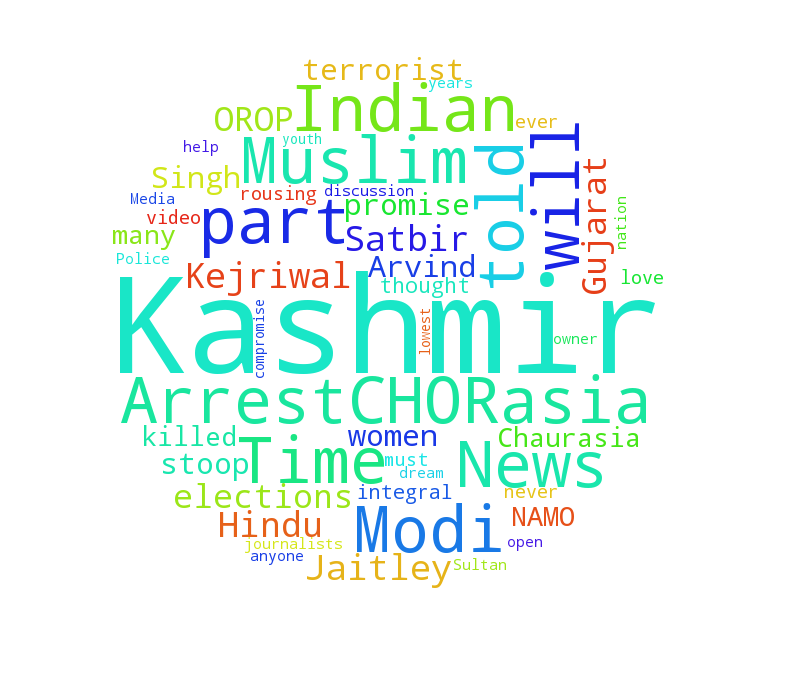 terrorist
years
Indian
OROP
ever
youth
help
Muslim
told
will
Singh
Gujarat
rousing
discussion
Media
part
promise
nation
video
many
Satbir
Police
Kejriwal
Arvind
thought
love
Kashmir
compromise
lowest
owner
ArrestCHORasia
killed
women
Chaurasia
stoop
Time
must
News
dream
elections
integral
never
Hindu
Modi
NAMO
journalists
open
anyone
Jaitley
Sultan